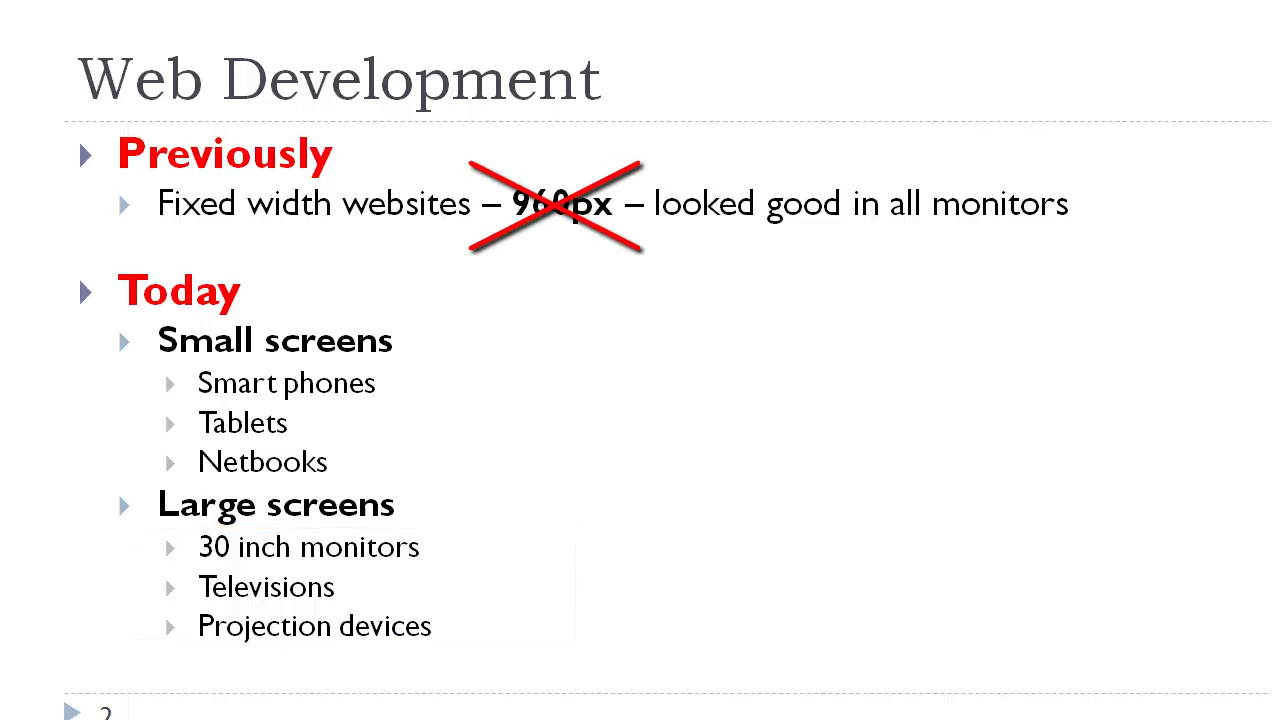 Web Development
Previously
Fixed width websites – 960px – looked good in all monitors
Today
Small screens
Smart phones
Tablets
Netbooks
Large screens
30 inch monitors
Televisions
Projection devices
2